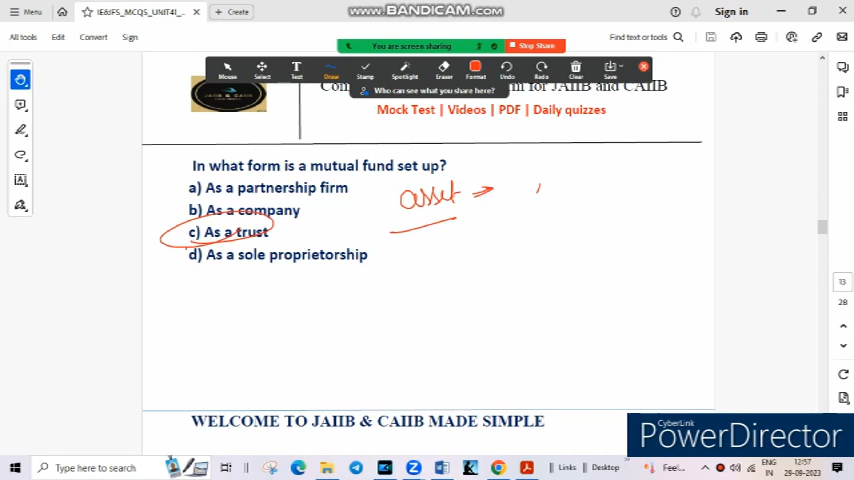 IE&IFS_MCQS_UNIT4I_... × + Create
www.BANDICAM.com
Sign in
Menu
All tools Edit Convert Sign
Find text or tools
You are screen sharing Stop Share
Mouse Select Text Draw Stamp Spotlight Eraser Format Undo Redo Clear Save
Who can see what you share here?
for JAIIB and CAIIB
Mock Test | Videos | PDF | Daily quizzes
In what form is a mutual fund set up?
a) As a partnership firm
b) As a company
c) As a trust
d) As a sole proprietorship
asset →
13
28
WELCOME TO JAIIB & CAIIB MADE SIMPLE
CyberLink
PowerDirector
Type here to search
Links Desktop
Feel...
ENG
IN
12:57
29-09-2023